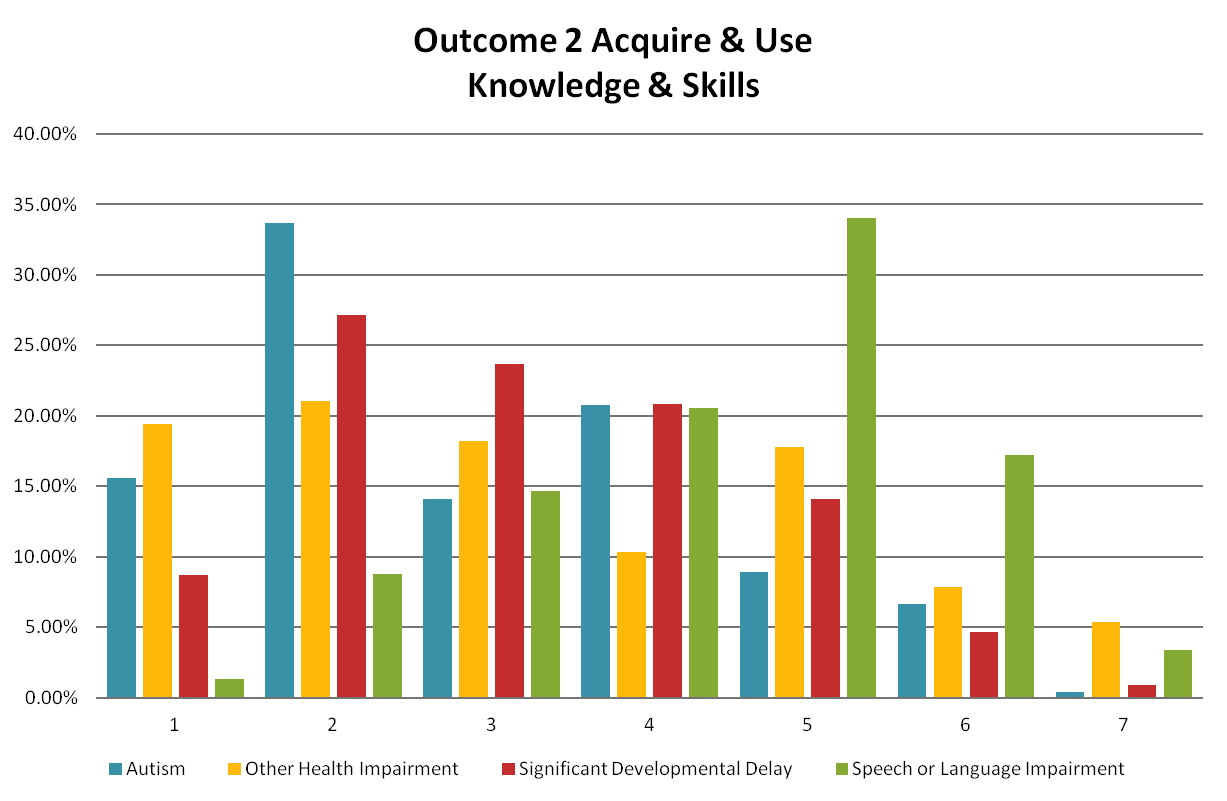 Outcome 2 Acquire & Use
Knowledge & Skills
40.00%
35.00%
30.00%
25.00%
20.00%
15.00%
10.00%
5.00%
0.00%
1 2 3 4 5 6 7
Autism Other Health Impairment Significant Developmental Delay Speech or Language Impairment